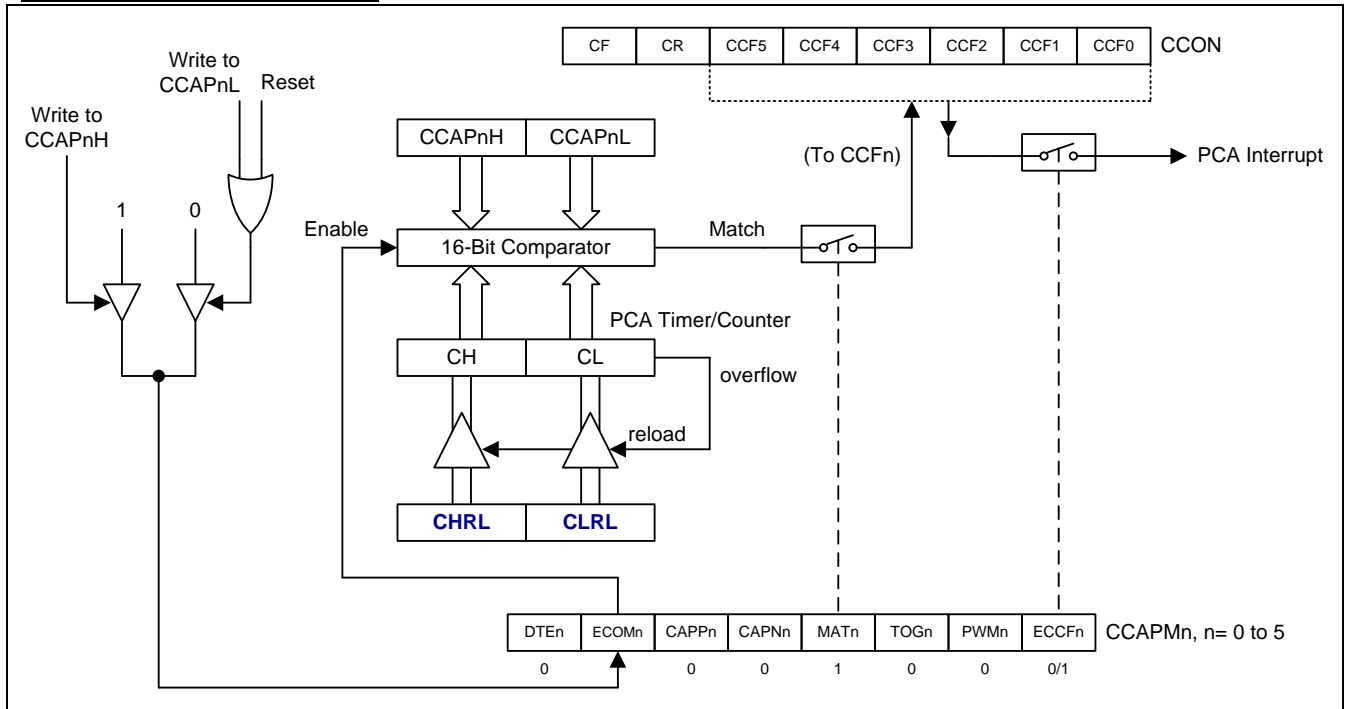 CF CR CCF5 CCF4 CCF3 CCF2 CCF1 CCF0 CCON
Write to
CCAPnL
Reset
Write to
CCAPnH
CCAPnH CCAPnL
(To CCFn)
PCA Interrupt
1 0
Enable
16-Bit Comparator
Match
PCA Timer/Counter
CH CL
overflow
reload
CHRL CLRL
DTEn ECOMn CAPPn CAPNn MATn TOGn PWMn ECCFn CCAPMn, n= 0 to 5
0 0 0 1 0 0 0/1